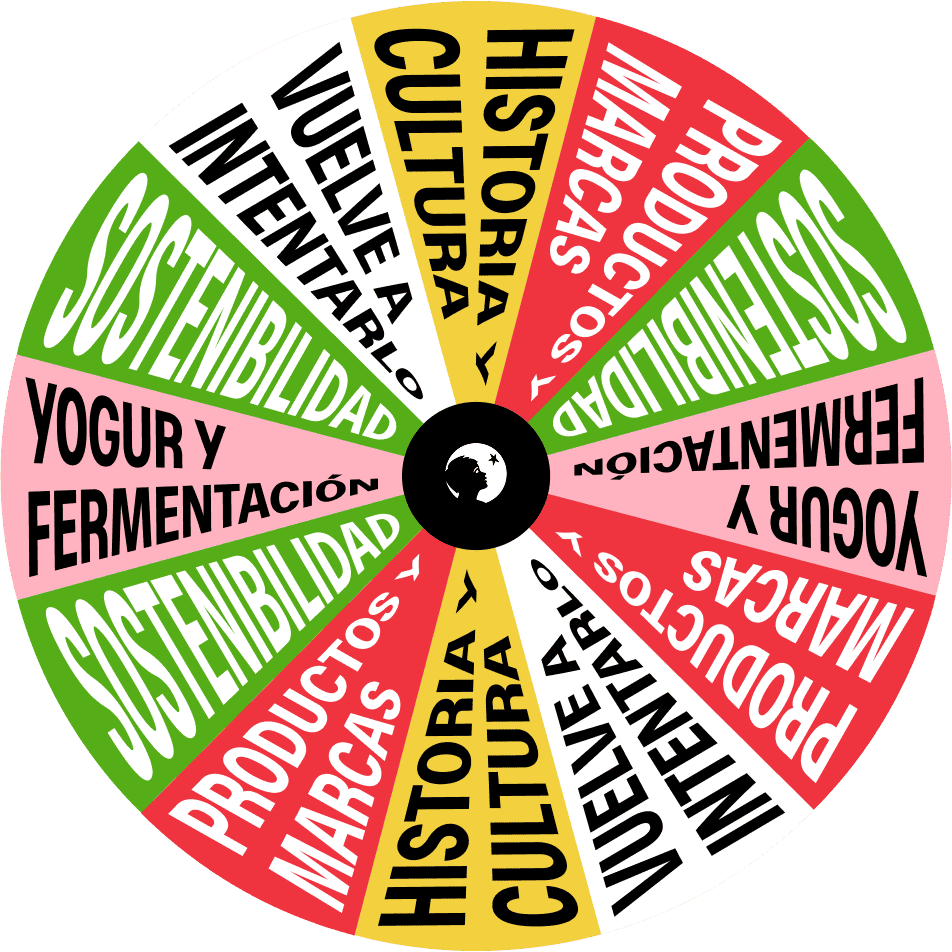 HISTORIA Y
CULTURA
PRODUCTOS Y
MARCAS
SOSTENIBILIDAD
YOGUR Y
FERMENTACIÓN
PRODUCTOS Y
MARCAS
VUELVE A
INTENTARLO
HISTORIA Y
CULTURA
PRODUCTOS Y
MARCAS
SOSTENIBILIDAD
YOGUR Y
FERMENTACIÓN
SOSTENIBILIDAD
VUELVE A
INTENTARLO